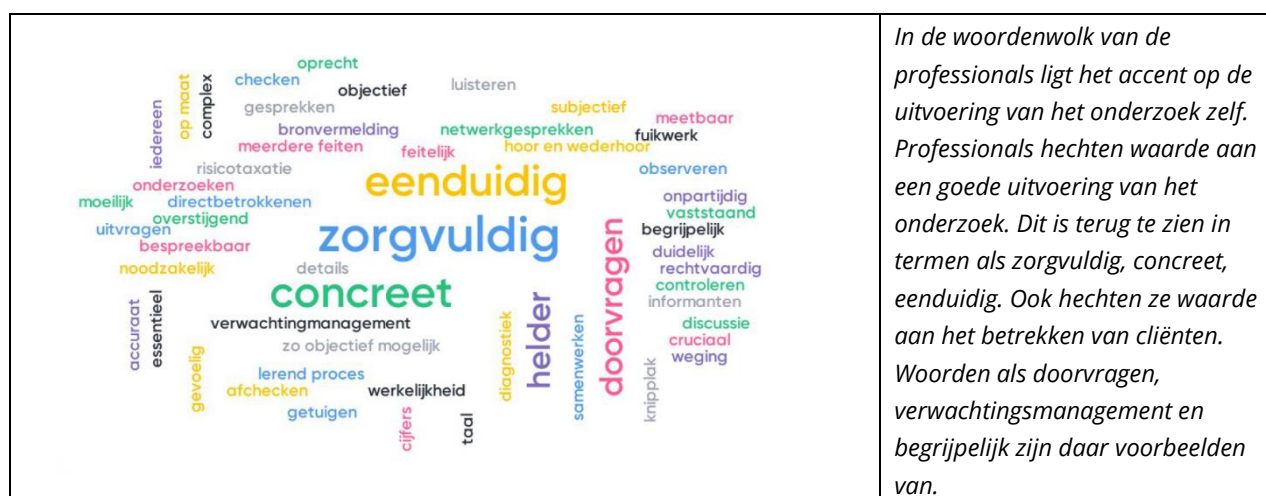 oprecht
checken
luisteren
op maat
complex
objectief
iedereen
gesprekken
subjectief
meetbaar
bronvermelding
netwerkgesprekken
fuikwerk
meerdere feiten
feitelijk
hoor en wederhoor
risicotaxatie
eenduidig
observeren
onderzoeken
onpartijdig
moeilijk
directbetrokkenen
vaststaand
overstijgend
uitvragen
zorgvuldig
doorvragen
begrijpelijk
bespreekbaar
duidelijk
noodzakelijk
details
rechtvaardig
controleren
concreet
informanten
accuraat
essentieel
verwachtingmanagement
helder
discussie
zo objectief mogelijk
diagnostiek
samenwerken
cruciaal
gevoelig
weging
lerend proces
afchecken
werkelijkheid
knipplak
getuigen
cijfers
taal
In de woordenwolk van de
professionals ligt het accent op de
uitvoering van het onderzoek zelf.
Professionals hechten waarde aan
een goede uitvoering van het
onderzoek. Dit is terug te zien in
termen als zorgvuldig, concreet,
eenduidig. Ook hechten ze waarde
aan het betrekken van cliënten.
Woorden als doorvragen,
verwachtingsmanagement en
begrijpelijk zijn daar voorbeelden
van.